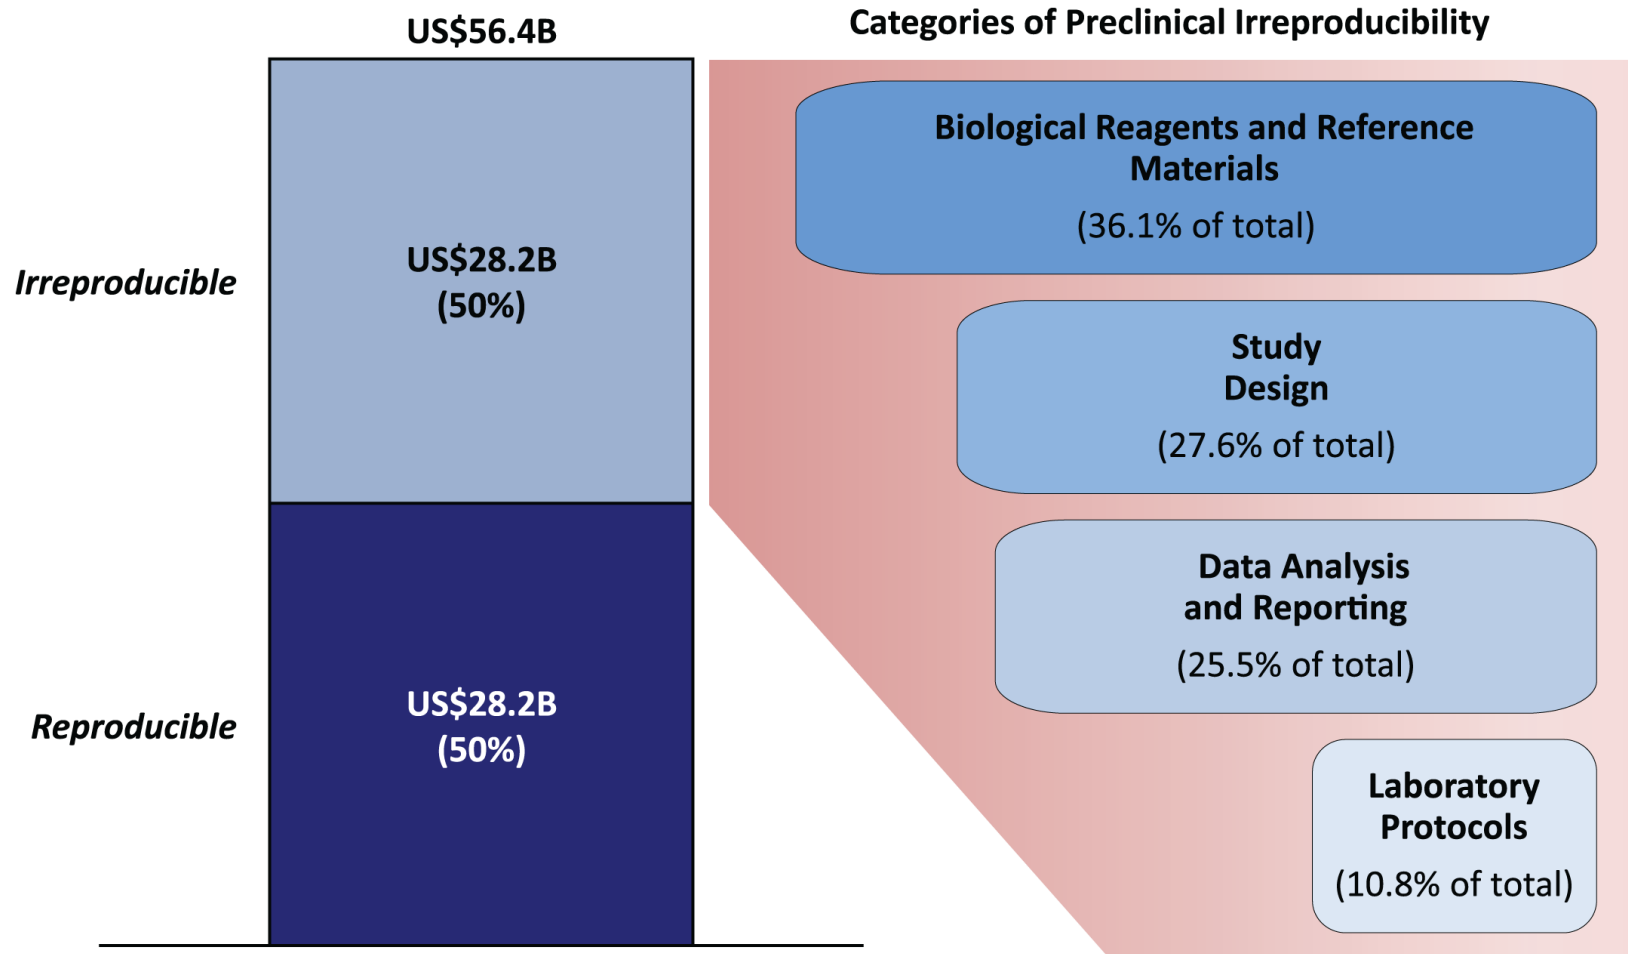 US$56.4B
Irreproducible
US$28.2B
(50%)
Reproducible
US$28.2B
(50%)
Categories of Preclinical Irreproducibility
Biological Reagents and Reference
Materials
(36.1% of total)
Study
Design
(27.6% of total)
Data Analysis
and Reporting
(25.5% of total)
Laboratory
Protocols
(10.8% of total)